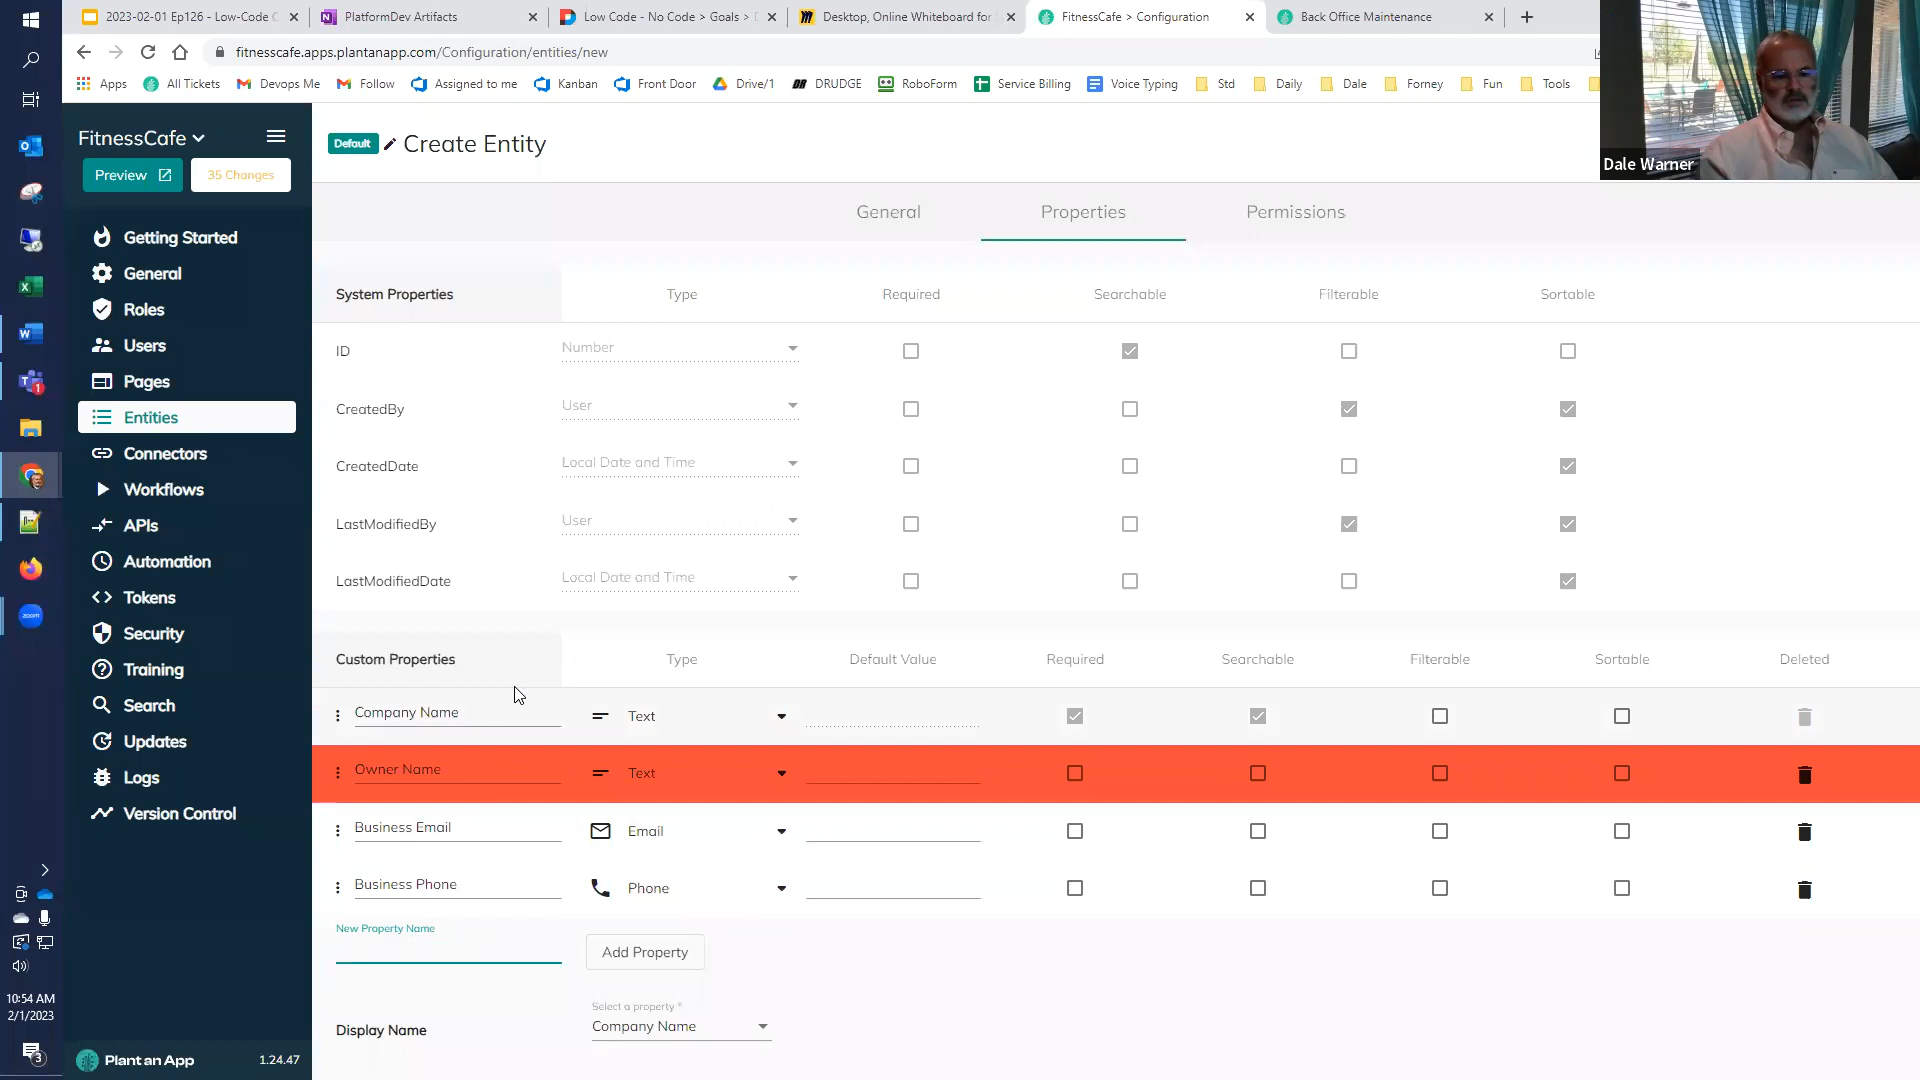 2023-02-01 Ep126 - Low-Code C
PlatformDev Artifacts
Low Code - No Code > Goals >
Desktop, Online Whiteboard for
FitnessCafe > Configuration
Back Office Maintenance
fitnesscafe.apps.plantanapp.com/Configuration/entities/new
Apps
All Tickets
Devops Me
Follow
Assigned to me
Kanban
Front Door
Drive/1
DRUDGE
RoboForm
Service Billing
Voice Typing
Std
Daily
Dale
Forney
Fun
Tools
Dale Warner
FitnessCafe
Preview
35 Changes
Default
Create Entity
General
Properties
Permissions
Getting Started
General
Roles
Users
Pages
Entities
Connectors
Workflows
APIs
Automation
Tokens
Security
Training
Search
Updates
Logs
Version Control
Plant an App
1.24.47
System Properties
Type
Required
Searchable
Filterable
Sortable
ID
Number
CreatedBy
User
CreatedDate
Local Date and Time
LastModifiedBy
User
LastModifiedDate
Local Date and Time
Custom Properties
Type
Default Value
Required
Searchable
Filterable
Sortable
Deleted
Company Name
Text
Owner Name
Text
Business Email
Email
Business Phone
Phone
New Property Name
Add Property
Display Name
Select a property *
Company Name
zoom
1
10:54 AM
2/1/2023
3